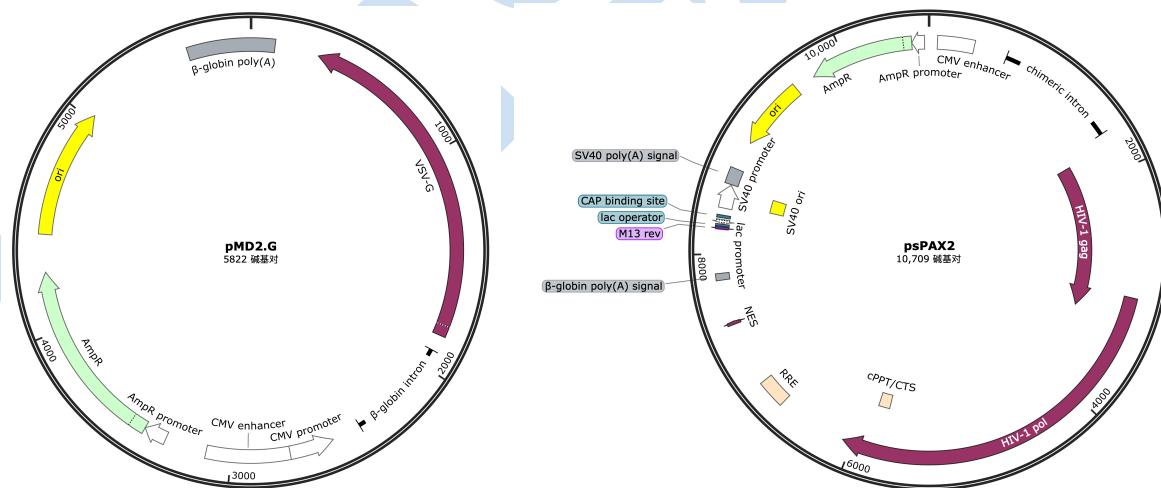 β-globin poly(A)
VSV-G
1000
5000
ori
pMD2.G
5822 碱基对
AmpR
4000
AmpR promoter
CMV enhancer
CMV promoter
3000
β-globin intron
2000
10,000
AmpR
AmpR promoter
CMV enhancer
chimeric intron
2000
ori
SV40 poly(A) signal
SV40 promoter
CAP binding site
lac operator
M13 rev
lac promoter
SV40 ori
HIV-1 gag
psPAX2
10,709 碱基对
8000
β-globin poly(A) signal
NES
RRE
cPPT/CTS
4000
HIV-1 pol
6000